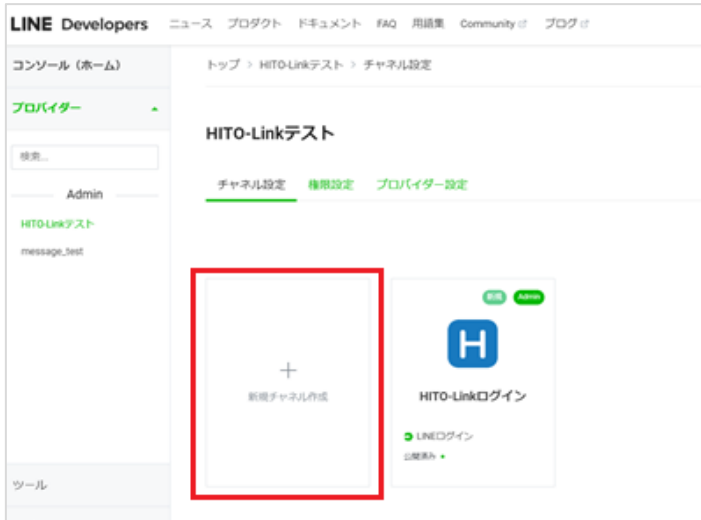 LINE Developers ニュース プロダクト ドキュメント FAQ 用語集 Community ブログ
コンソール（ホーム）
トップ > HITO-Linkテスト > チャネル設定
プロバイダー
HITO-Linkテスト
検索...
チャネル設定 権限設定 プロバイダー設定
Admin
HITO-Linkテスト
message_test
新規 Admin
H
新規チャネル作成
HITO-Linkログイン
LINEログイン
公開済み
ツール